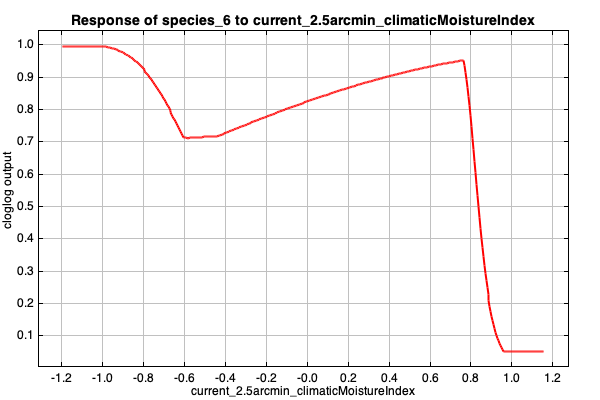 Response of species_6 to current_2.5arcmin_climaticMoistureIndex
1.0
0.9
0.8
0.7
0.6
0.5
0.4
0.3
0.2
0.1
cloglog output
-1.2 -1.0 -0.8 -0.6 -0.4 -0.2 -0.0 0.2 0.4 0.6 0.8 1.0 1.2
current_2.5arcmin_climaticMoistureIndex